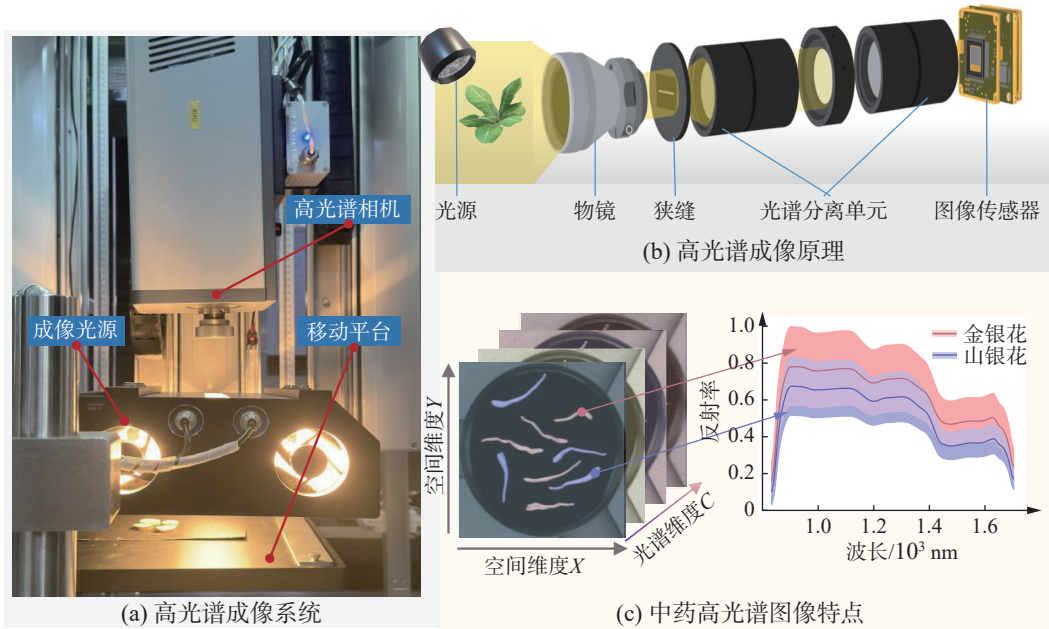 高光谱相机
成像光源
移动平台
(a) 高光谱成像系统
光源
物镜
狭缝
光谱分离单元
图像传感器
(b) 高光谱成像原理
空间维度Y
空间维度X
光谱维度C
反射率
1.0
0.8
0.6
0.4
0.2
0
金银花
山银花
1.0 1.2 1.4 1.6
波长/10³ nm
(c) 中药高光谱图像特点